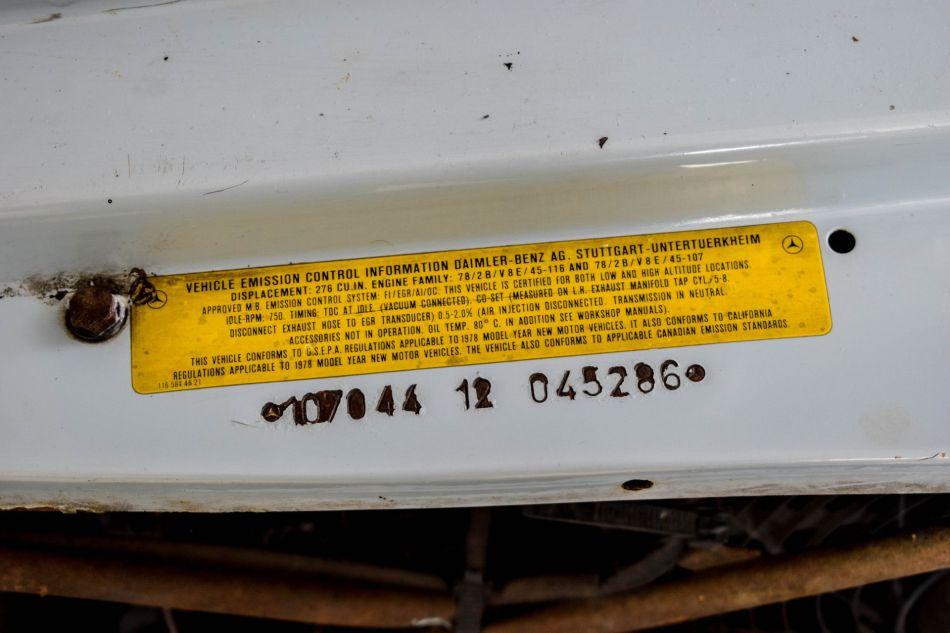 VEHICLE EMISSION CONTROL INFORMATION DAIMLER-BENZ AG. STUTTGART-UNTERTUERKHEIM
DISPLACEMENT: 276 CU.IN. ENGINE FAMILY: 78/2B/V8E/45-116 AND 78/2B/V8E/45-107
APPROVED M.B. EMISSION CONTROL SYSTEM: FI/EGR/AI/OC. THIS VEHICLE IS CERTIFIED FOR BOTH LOW AND HIGH ALTITUDE LOCATIONS.
IDLE-RPM: 750. TIMING: TDC AT IDLE (VACUUM CONNECTED). CO-SET (MEASURED ON L.H. EXHAUST MANIFOLD TAP CYL./5-8.
DISCONNECT EXHAUST HOSE TO EGR TRANSDUCER) 0.5-2.0% (AIR INJECTION DISCONNECTED. TRANSMISSION IN NEUTRAL.
ACCESSORIES NOT IN OPERATION. OIL TEMP. 80° C. IN ADDITION SEE WORKSHOP MANUALS).
THIS VEHICLE CONFORMS TO U.S.E.P.A. REGULATIONS APPLICABLE TO 1978 MODEL YEAR NEW MOTOR VEHICLES. IT ALSO CONFORMS TO CALIFORNIA
REGULATIONS APPLICABLE TO 1978 MODEL YEAR NEW MOTOR VEHICLES. THE VEHICLE ALSO CONFORMS TO APPLICABLE CANADIAN EMISSION STANDARDS.
116 584 46 21
107044 12 045286